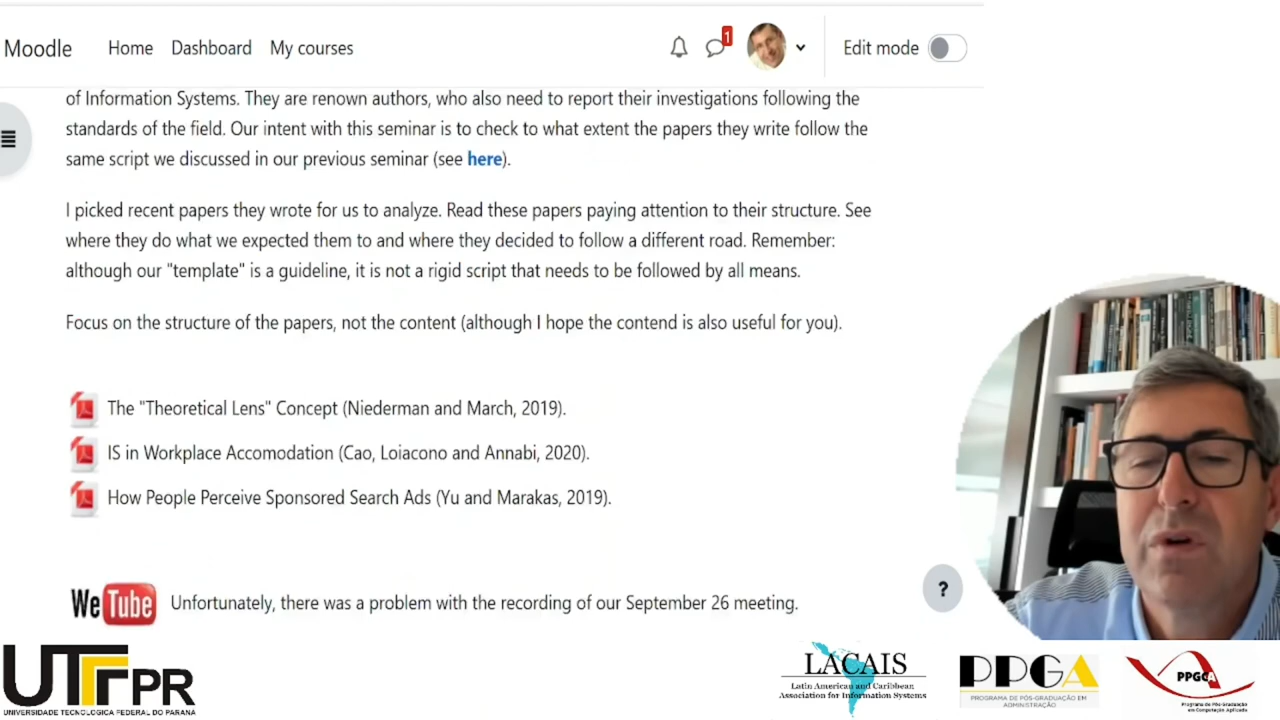 Moodle Home Dashboard My courses 1 Edit mode
of Information Systems. They are renown authors, who also need to report their investigations following the
standards of the field. Our intent with this seminar is to check to what extent the papers they write follow the
same script we discussed in our previous seminar (see here).
I picked recent papers they wrote for us to analyze. Read these papers paying attention to their structure. See
where they do what we expected them to and where they decided to follow a different road. Remember:
although our "template" is a guideline, it is not a rigid script that needs to be followed by all means.
Focus on the structure of the papers, not the content (although I hope the contend is also useful for you).
The "Theoretical Lens" Concept (Niederman and March, 2019).
IS in Workplace Accomodation (Cao, Loiacono and Annabi, 2020).
How People Perceive Sponsored Search Ads (Yu and Marakas, 2019).
?
WeTube Unfortunately, there was a problem with the recording of our September 26 meeting.
UTFPR
UNIVERSIDADE TECNOLÓGICA FEDERAL DO PARANÁ
LACAIS
Latin American and Caribbean
Association for Information Systems
PPGA
PROGRAMA DE PÓS-GRADUAÇÃO EM
ADMINISTRAÇÃO
PPGCA
Programa de Pós-Graduação
em Computação Aplicada